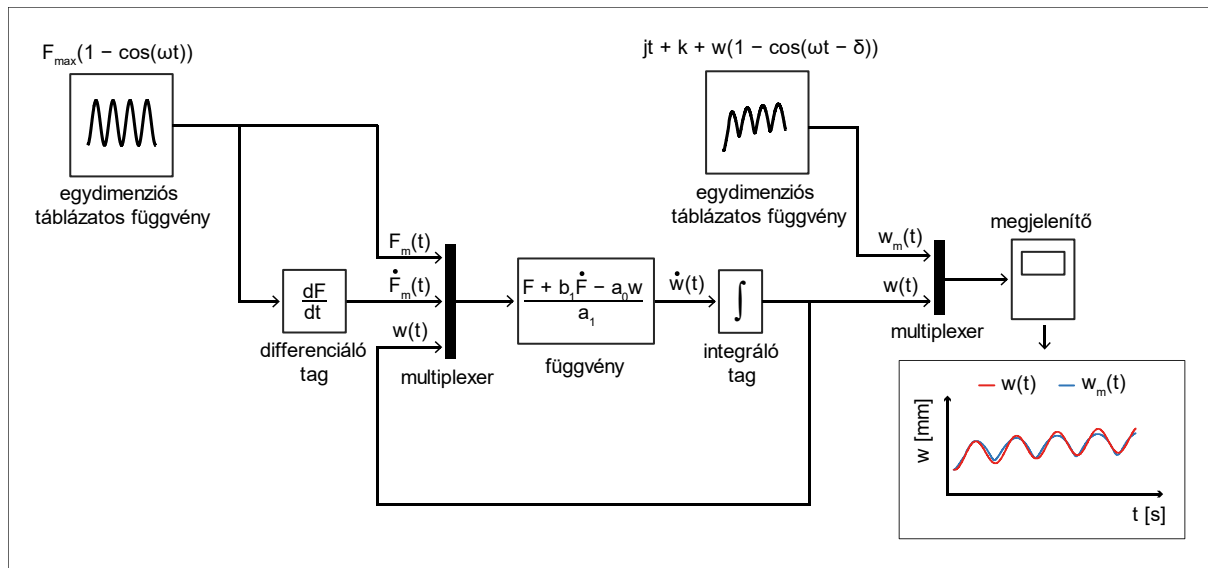 F_max(1 − cos(ωt))
egydimenziós
táblázatos függvény
jt + k + w(1 − cos(ωt − δ))
egydimenziós
táblázatos függvény
megjelenítő
F_m(t)
Ḟ_m(t)
w(t)
dF
dt
differenciáló
tag
multiplexer
F + b_1Ḟ − a_0w
a_1
függvény
ẇ(t)
∫
integráló
tag
w_m(t)
w(t)
multiplexer
w(t)
w_m(t)
w [mm]
t [s]